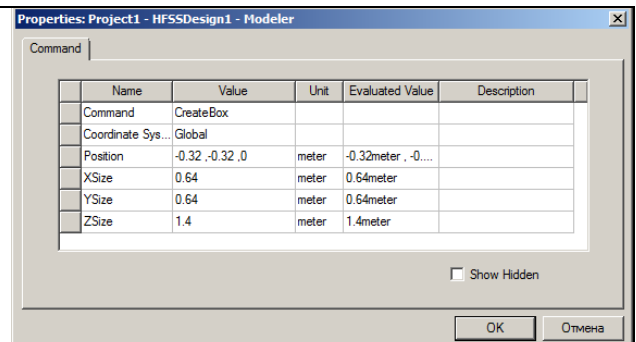 Properties: Project1 - HFSSDesign1 - Modeler
Command
Name Value Unit Evaluated Value Description
Command CreateBox
Coordinate Sys... Global
Position -0.32 ,-0.32 ,0 meter -0.32meter , -0....
XSize 0.64 meter 0.64meter
YSize 0.64 meter 0.64meter
ZSize 1.4 meter 1.4meter
Show Hidden
OK Отмена